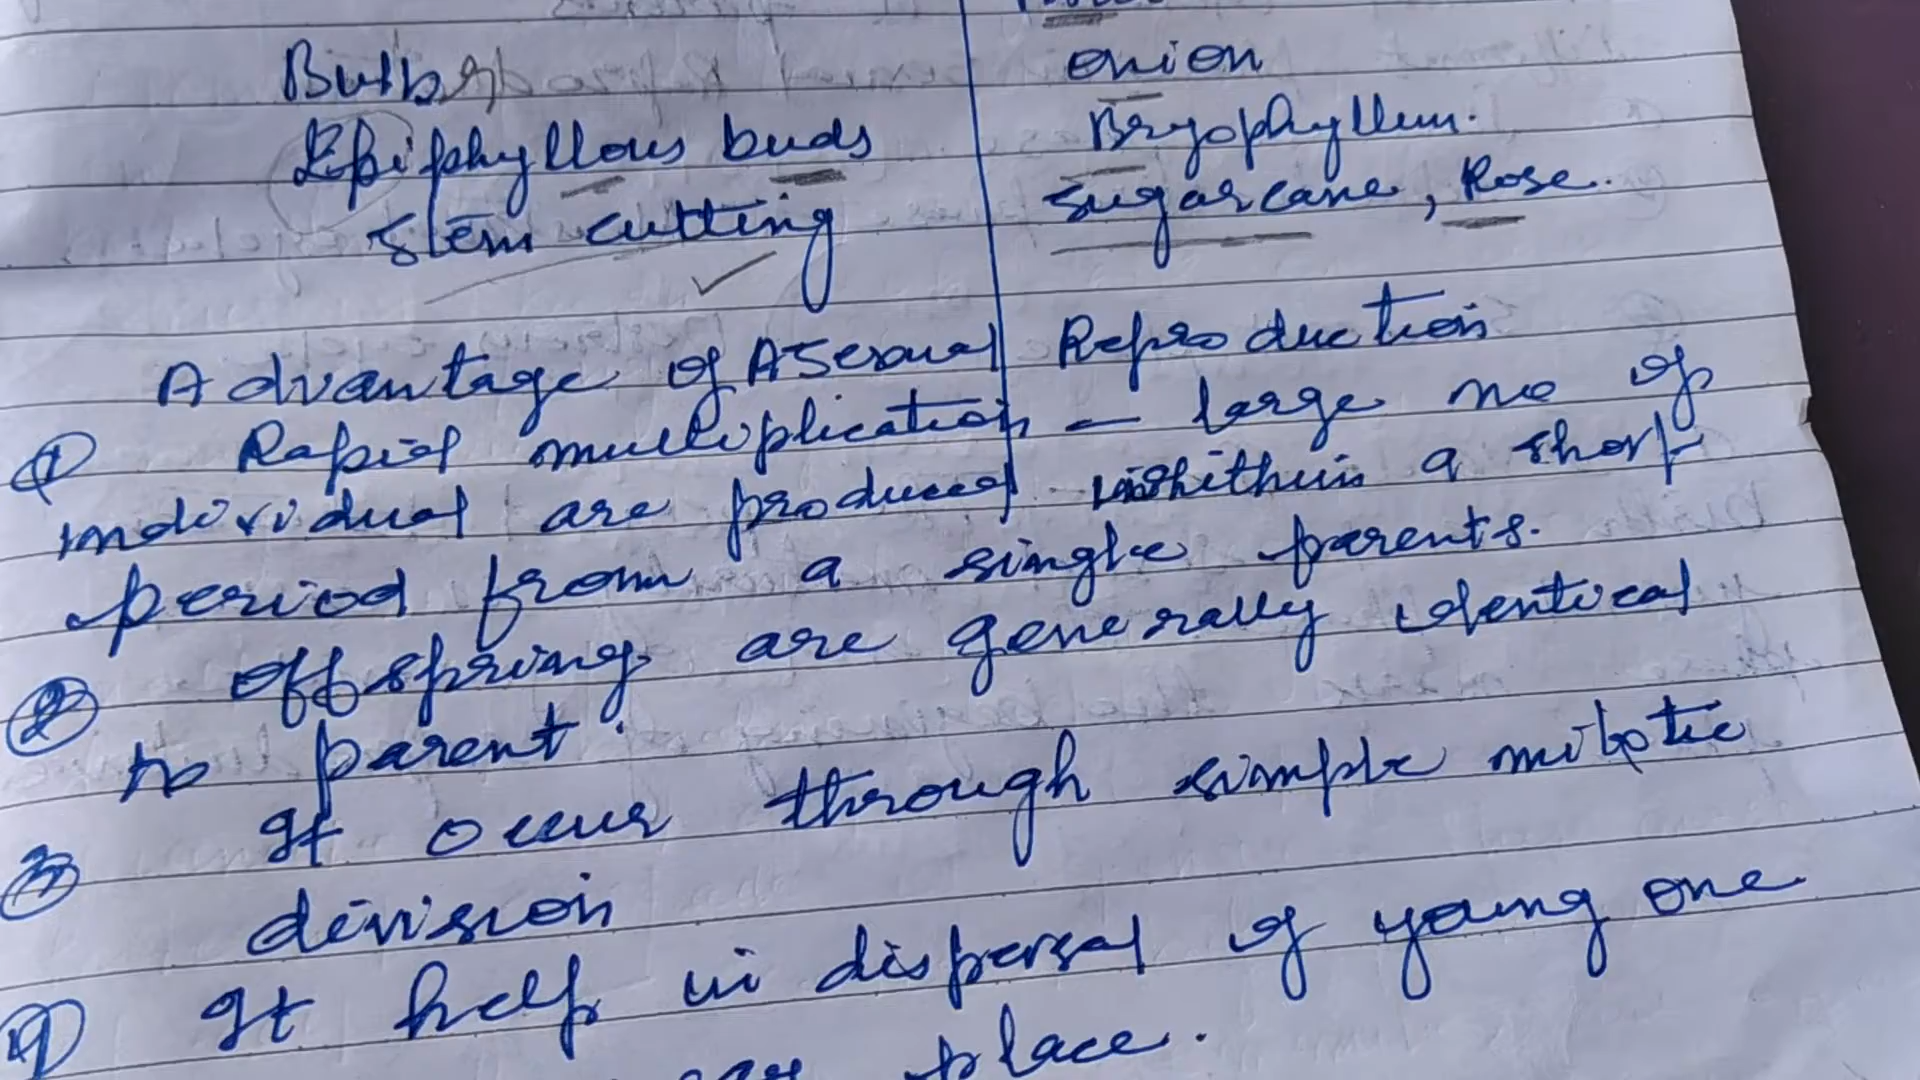 Bulb onion
Epiphyllous buds Bryophyllum.
Stem cutting Sugarcane, Rose.
Advantage of ASexual Reproduction
① Rapid multiplication — large no of
individual are produced within a short
period from a single parents.
② offspring are generally identical
to parent.
③ It occur through simple mitotic
division
④ It help in dispersal of young one
place.